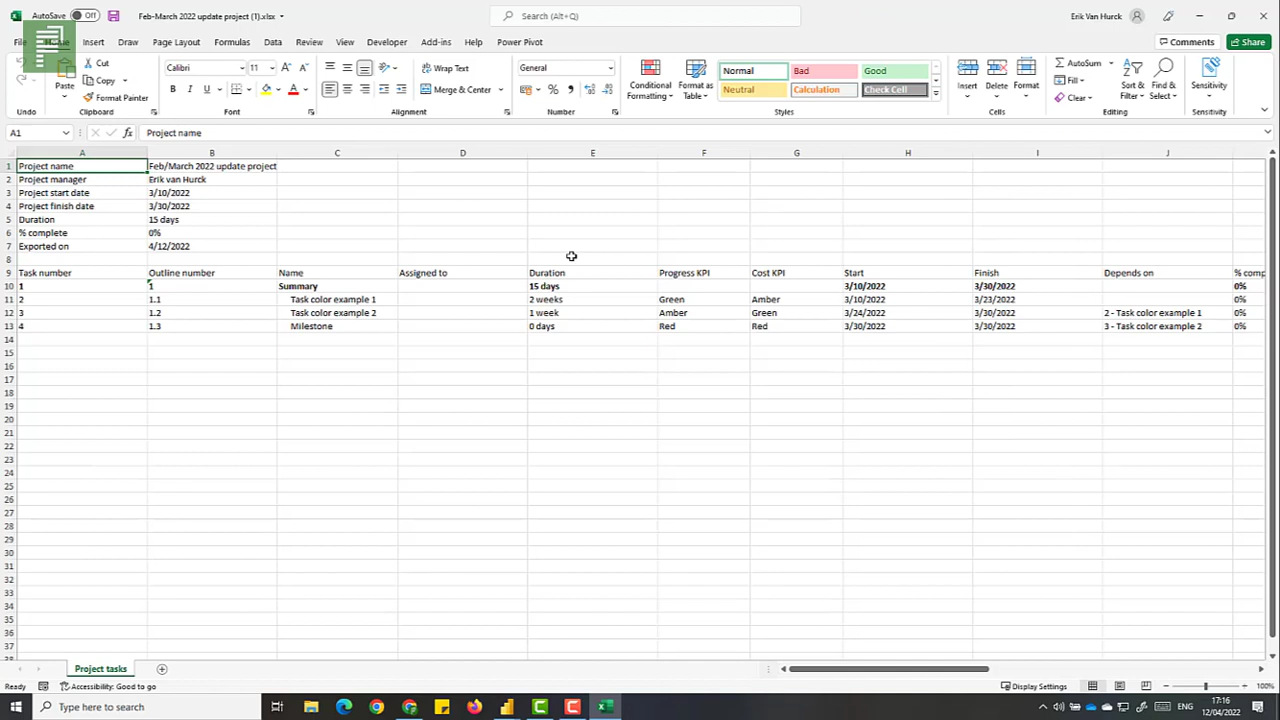 AutoSave Off Feb-March 2022 update project (1).xlsx Search (Alt+Q) Erik Van Hurck
File Home Insert Draw Page Layout Formulas Data Review View Developer Add-ins Help Power Pivot Comments Share
Cut Calibri 11 Wrap Text General Normal Bad Good AutoSum
Copy Fill
Paste Format Painter Merge & Center Conditional Formatting Format as Table Neutral Calculation Check Cell Insert Delete Format Clear Sort & Filter Find & Select Sensitivity
Undo Clipboard Font Alignment Number Styles Cells Editing Sensitivity
A1 fx Project name
A B C D E F G H I J
1 Project name Feb/March 2022 update project
2 Project manager Erik van Hurck
3 Project start date 3/10/2022
4 Project finish date 3/30/2022
5 Duration 15 days
6 % complete 0%
7 Exported on 4/12/2022
8
9 Task number Outline number Name Assigned to Duration Progress KPI Cost KPI Start Finish Depends on % comp
10 1 1 Summary 15 days 3/10/2022 3/30/2022 0%
11 2 1.1 Task color example 1 2 weeks Green Amber 3/10/2022 3/23/2022 0%
12 3 1.2 Task color example 2 1 week Amber Green 3/24/2022 3/30/2022 2 - Task color example 1 0%
13 4 1.3 Milestone 0 days Red Red 3/30/2022 3/30/2022 3 - Task color example 2 0%
14
15
16
17
18
19
20
21
22
23
24
25
26
27
28
29
30
31
32
33
34
35
36
37
38
Project tasks
Ready Accessibility: Good to go Display Settings 100%
Type here to search ENG 17:16
12/04/2022